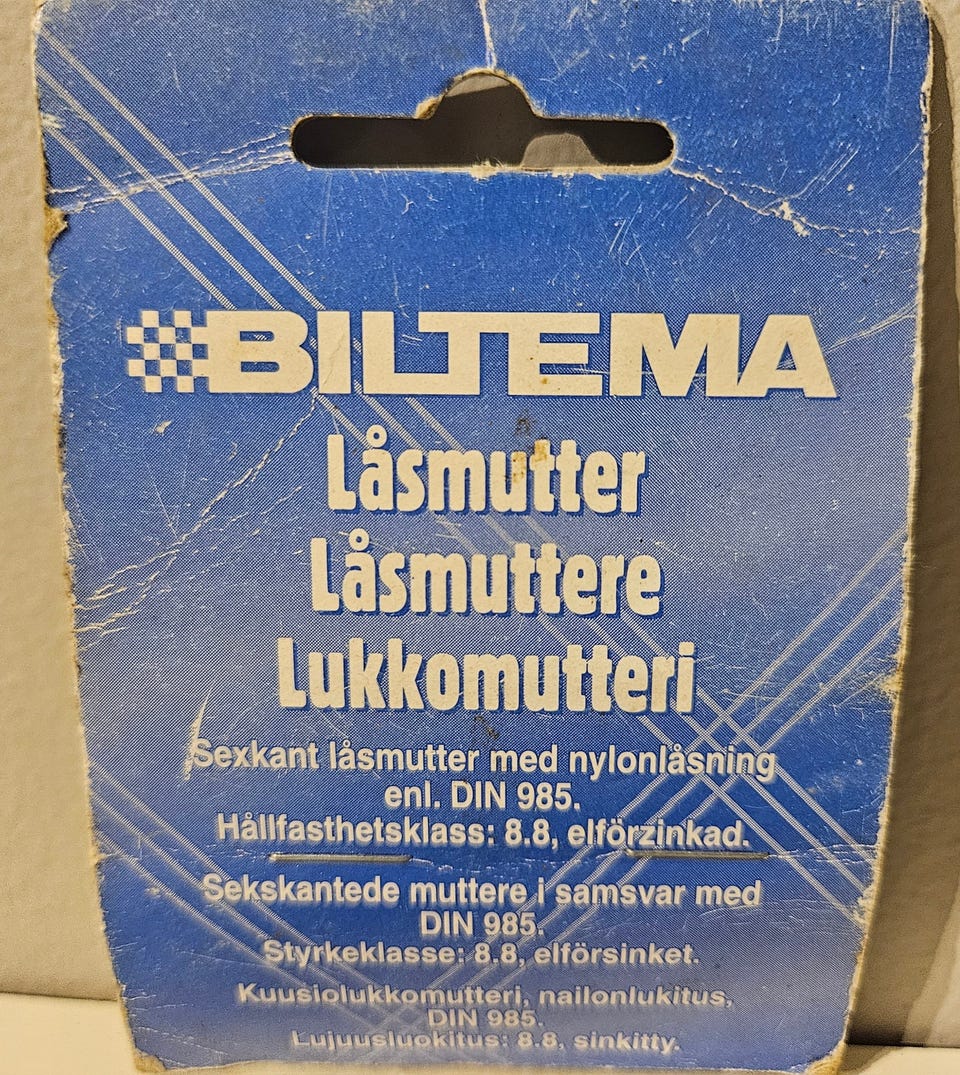 BILTEMA
Låsmutter
Låsmuttere
Lukkomutteri
Sexkant låsmutter med nylonlåsning
enl. DIN 985.
Hållfasthetsklass: 8.8, elförzinkad.
Sekskantede muttere i samsvar med
DIN 985.
Styrkeklasse: 8.8, elförsinket.
Kuusiolukkomutteri, nailonlukitus,
DIN 985.
Lujuusluokitus: 8.8, sinkitty.